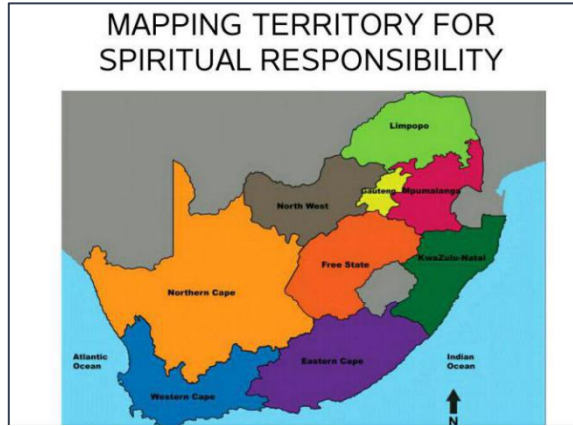 MAPPING TERRITORY FOR
SPIRITUAL RESPONSIBILITY
Limpopo
Gauteng
Mpumalanga
North West
Free State
KwaZulu-Natal
Northern Cape
Atlantic
Ocean
Eastern Cape
Indian
Ocean
Western Cape
N